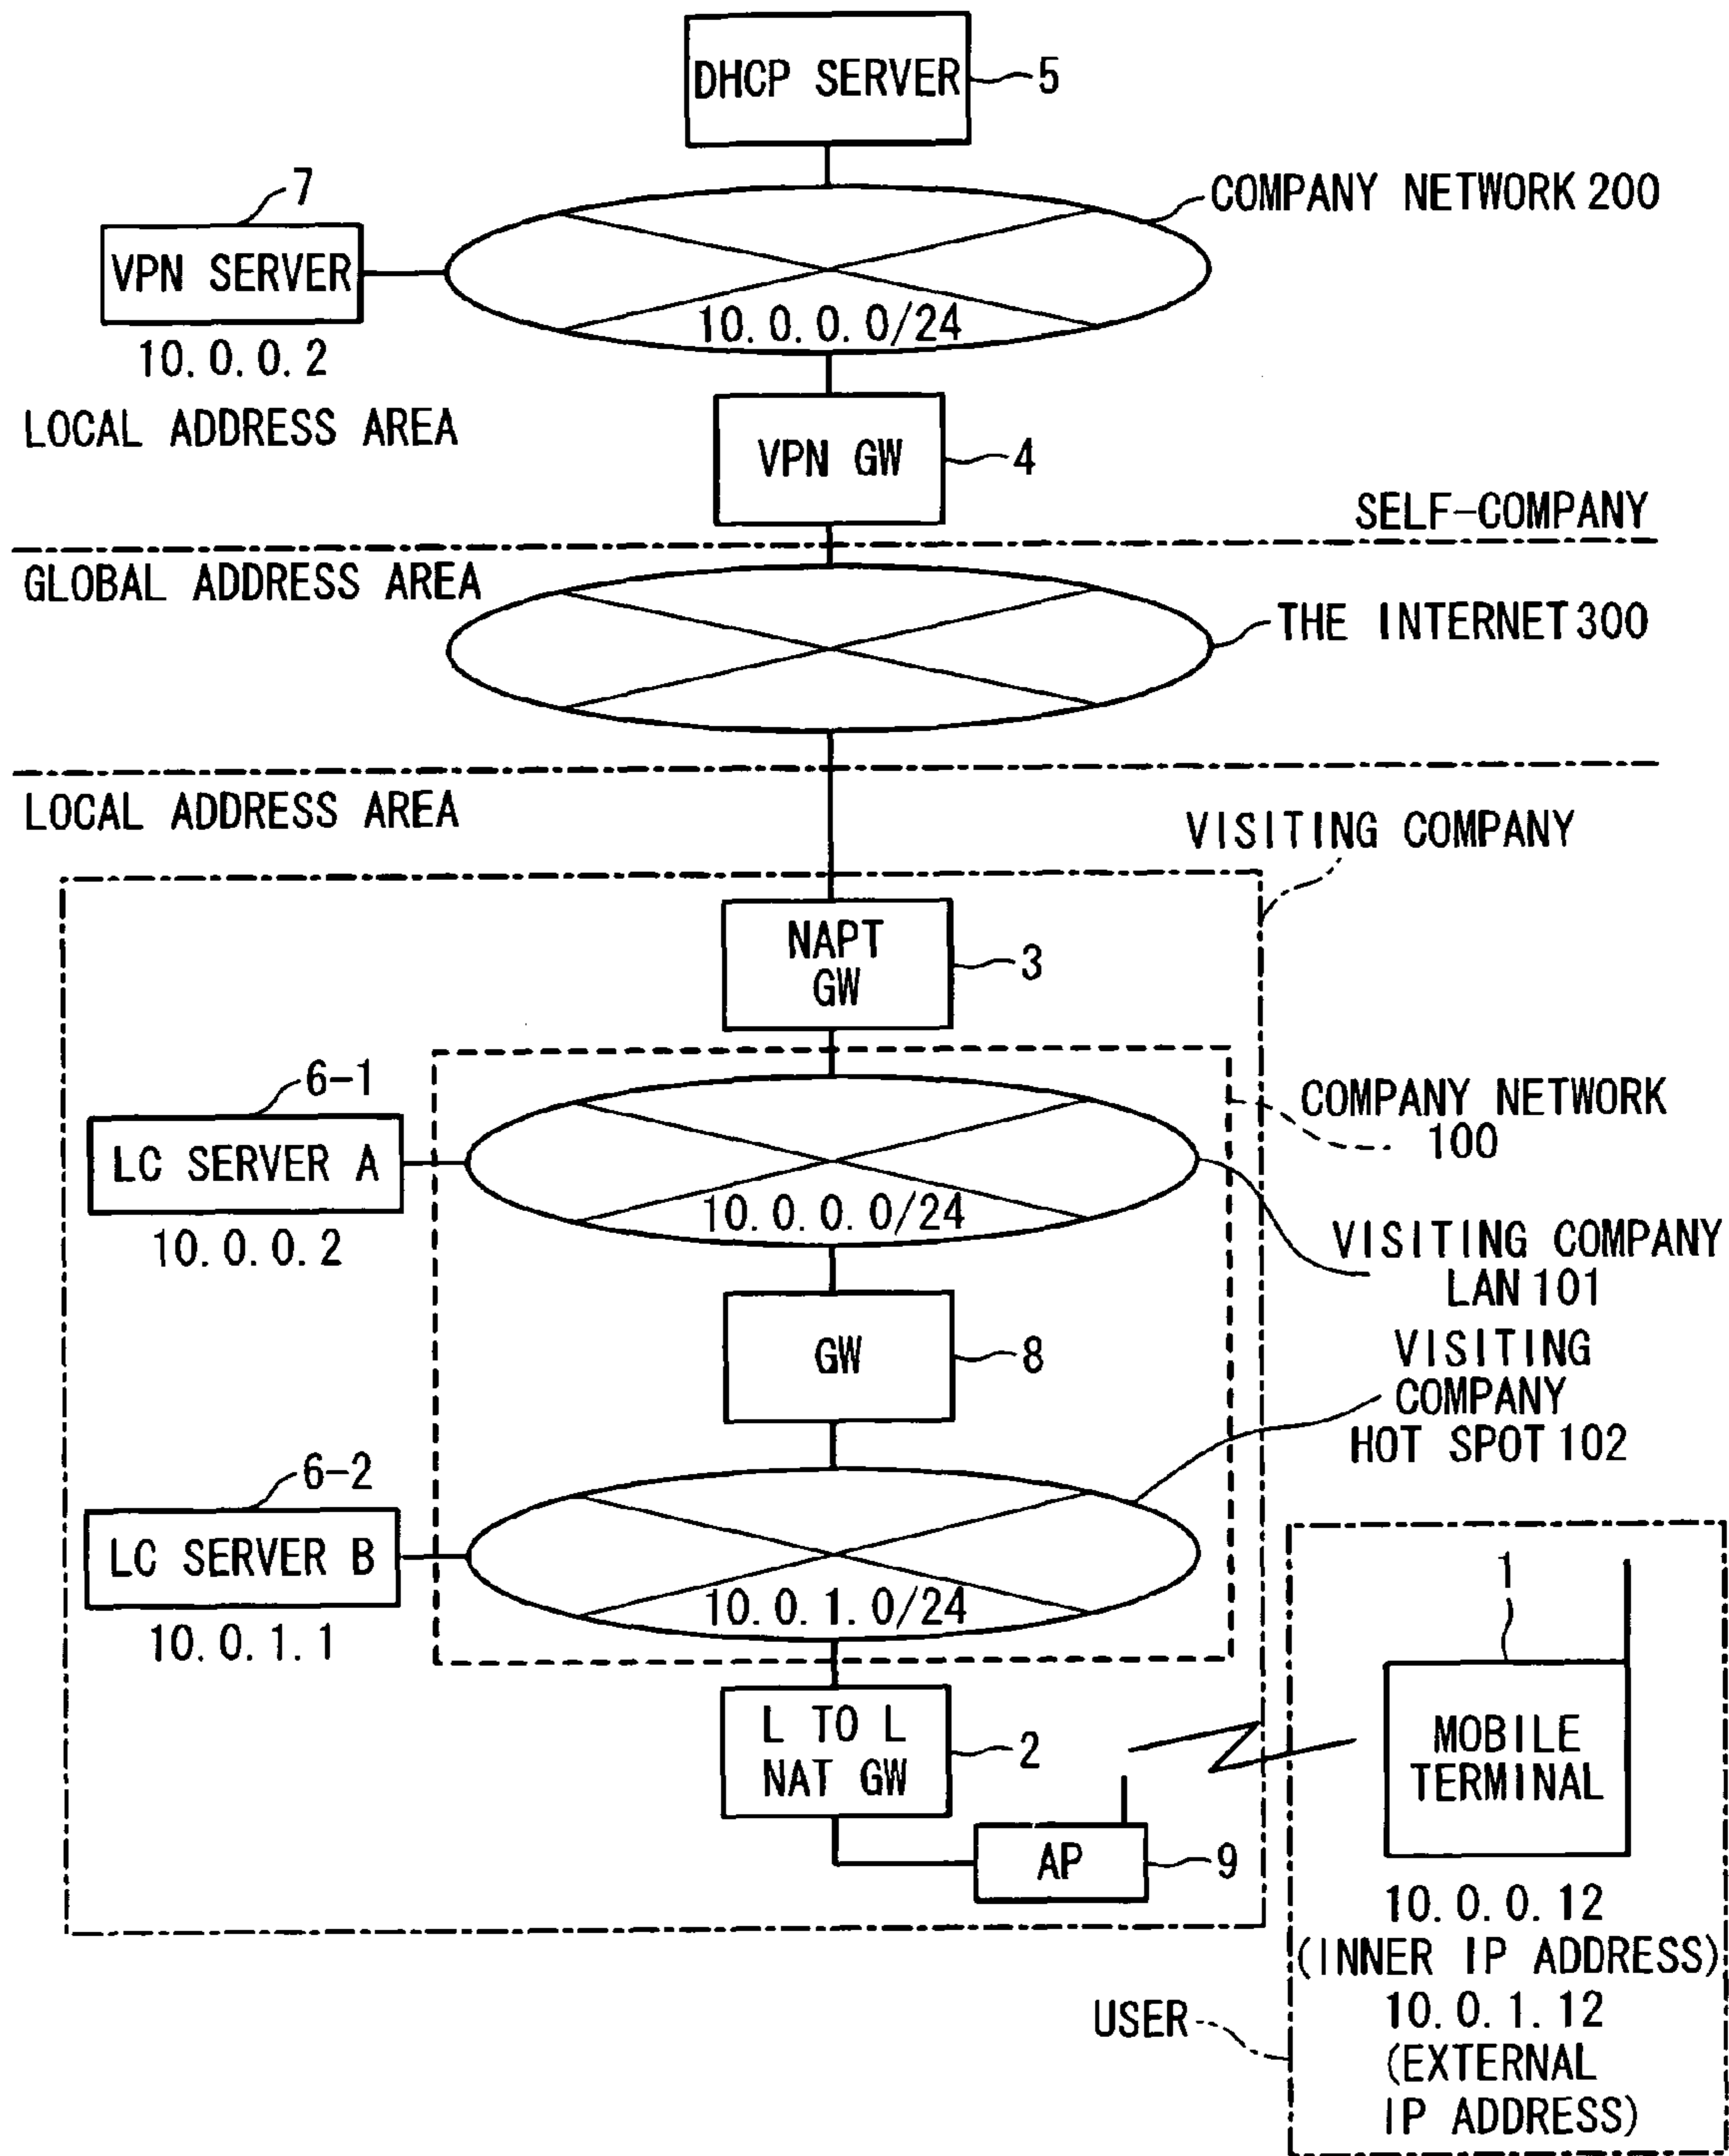 DHCP SERVER
5
7
COMPANY NETWORK 200
VPN SERVER
10.0.0.0/24
10.0.0.2
LOCAL ADDRESS AREA
VPN GW
4
SELF-COMPANY
GLOBAL ADDRESS AREA
THE INTERNET 300
LOCAL ADDRESS AREA
VISITING COMPANY
NAPT
GW
3
6-1
COMPANY NETWORK
100
LC SERVER A
10.0.0.0/24
10.0.0.2
VISITING COMPANY
LAN 101
GW
8
VISITING
COMPANY
HOT SPOT 102
6-2
LC SERVER B
10.0.1.0/24
10.0.1.1
1
L TO L
NAT GW
2
MOBILE
TERMINAL
AP
9
10.0.0.12
(INNER IP ADDRESS)
10.0.1.12
USER
(EXTERNAL
IP ADDRESS)